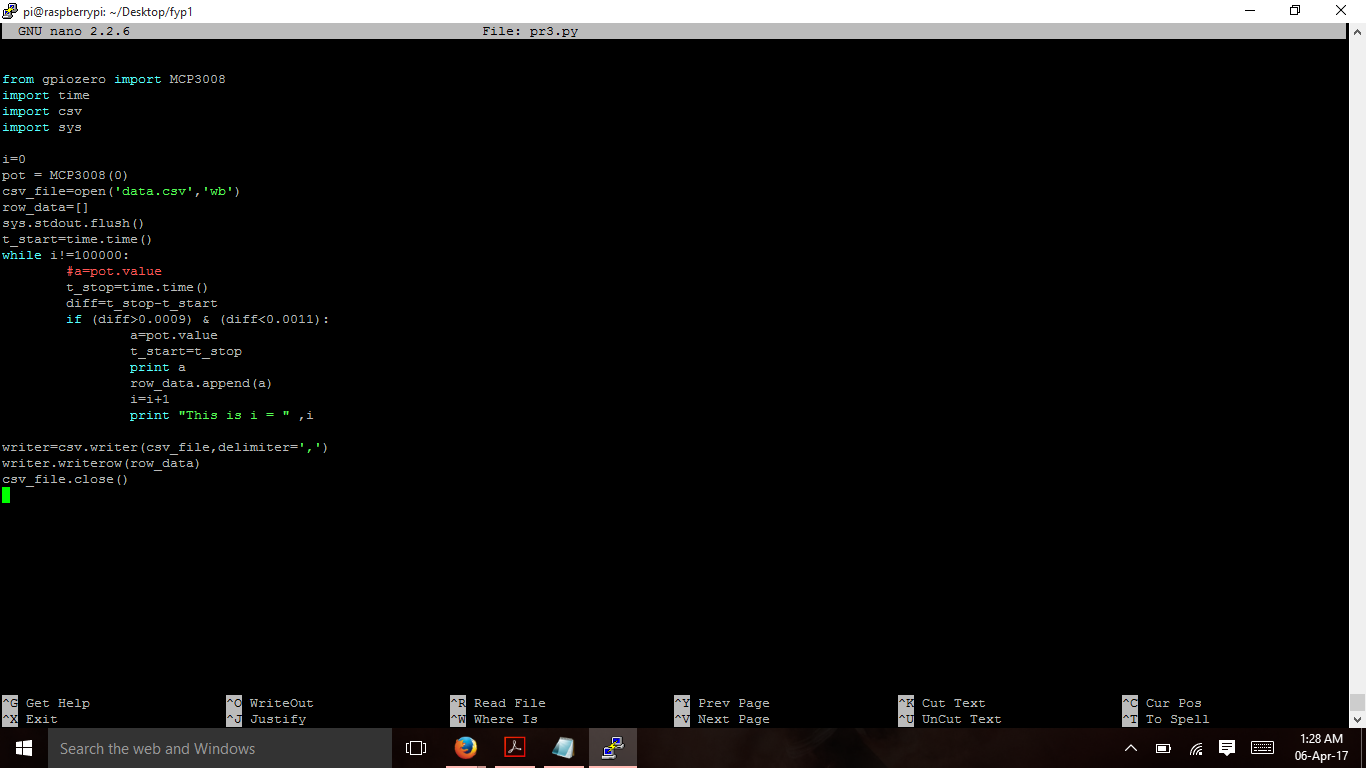 pi@raspberrypi: ~/Desktop/fyp1
GNU nano 2.2.6 File: pr3.py
from gpiozero import MCP3008
import time
import csv
import sys
i=0
pot = MCP3008(0)
csv_file=open('data.csv','wb')
row_data=[]
sys.stdout.flush()
t_start=time.time()
while i!=100000:
#a=pot.value
t_stop=time.time()
diff=t_stop-t_start
if (diff>0.0009) & (diff<0.0011):
a=pot.value
t_start=t_stop
print a
row_data.append(a)
i=i+1
print "This is i = " ,i
writer=csv.writer(csv_file,delimiter=',')
writer.writerow(row_data)
csv_file.close()
^G Get Help ^O WriteOut ^R Read File ^Y Prev Page ^K Cut Text ^C Cur Pos
^X Exit ^J Justify ^W Where Is ^V Next Page ^U UnCut Text ^T To Spell
Search the web and Windows
1:28 AM
06-Apr-17